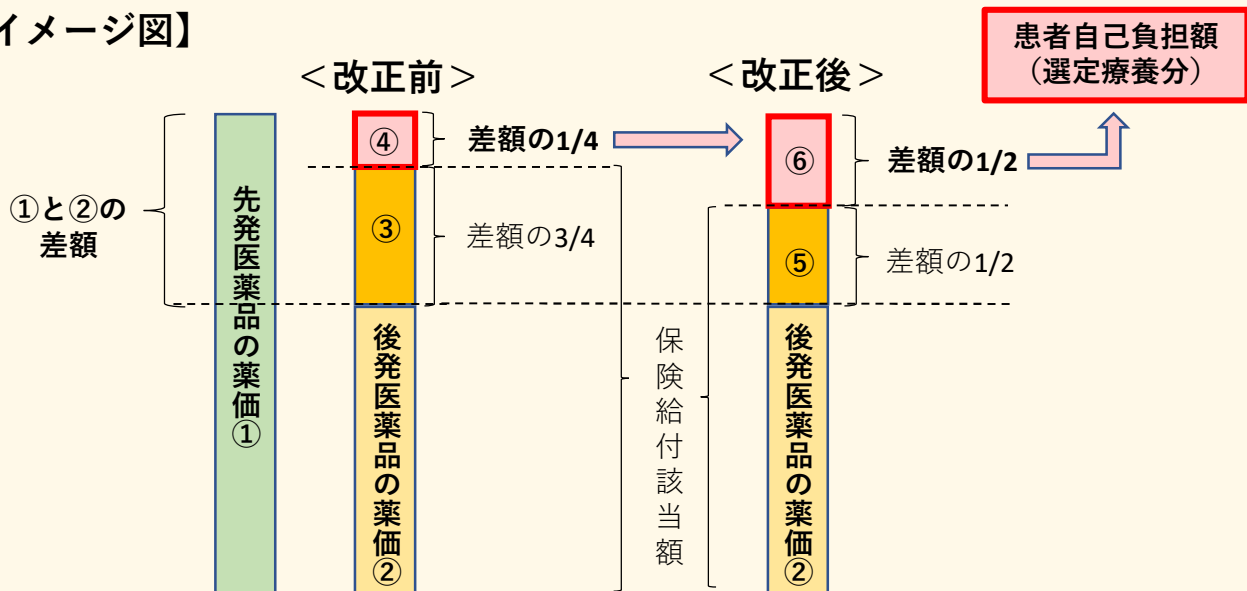 イメージ図】
患者自己負担額
（選定療養分）
＜改正前＞
＜改正後＞
④
差額の1/4
⑥
差額の1/2
①と②の
差額
先発医薬品の薬価①
③
差額の3/4
⑤
差額の1/2
後発医薬品の薬価②
保険給付該当額
後発医薬品の薬価②